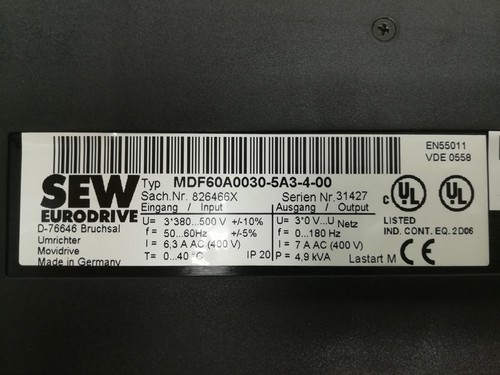 EN55011
VDE 0558
SEW
EURODRIVE
D-76646 Bruchsal
Umrichter
Movidrive
Made in Germany
Typ MDF60A0030-5A3-4-00
Sach.Nr. 826466X Serien Nr. 31427
Eingang / Input Ausgang / Output
U= 3*380...500 V +/-10% U= 3*0 V...U Netz
f= 50...60Hz +/-5% f= 0...180 Hz
I= 6,3 A AC (400 V) I= 7 A AC (400 V)
T= 0...40 °C IP 20 P= 4,9 kVA Lastart M CE
c UL UL
LISTED
IND. CONT. EQ. 2D06